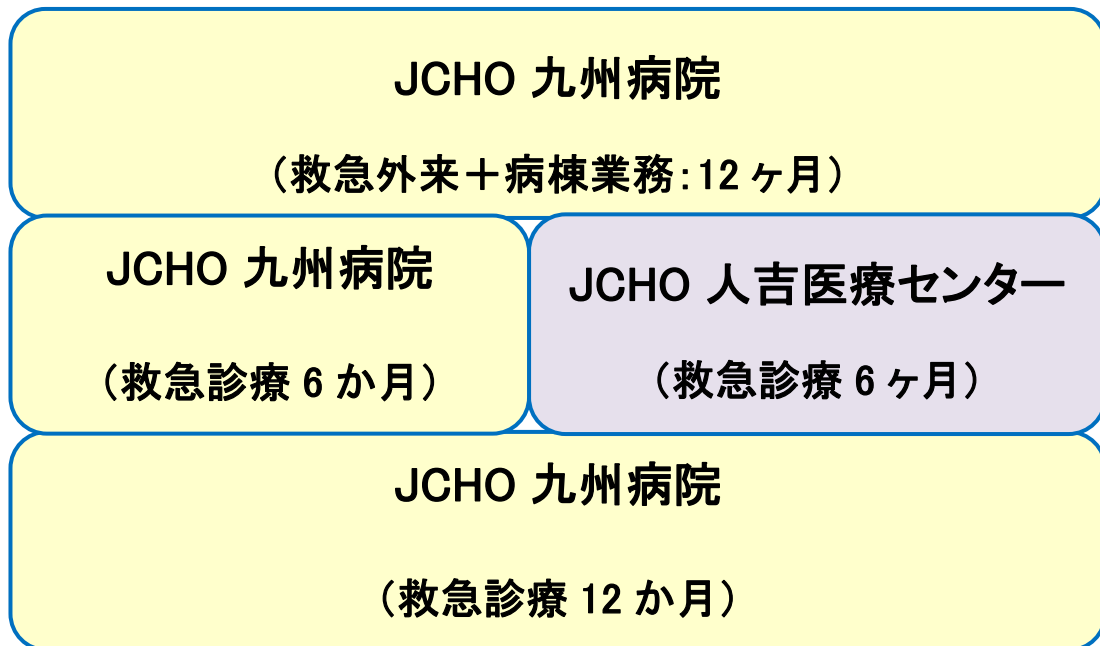 JCHO 九州病院
（救急外来＋病棟業務：12ヶ月）
JCHO 九州病院
（救急診療 6 か月）
JCHO 人吉医療センター
（救急診療 6 ヶ月）
JCHO 九州病院
（救急診療 12 か月）